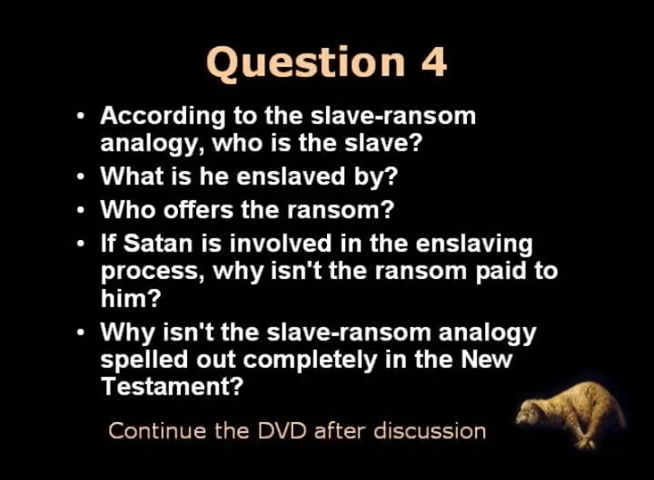 Question 4
• According to the slave-ransom
analogy, who is the slave?
• What is he enslaved by?
• Who offers the ransom?
• If Satan is involved in the enslaving
process, why isn't the ransom paid to
him?
• Why isn't the slave-ransom analogy
spelled out completely in the New
Testament?
Continue the DVD after discussion